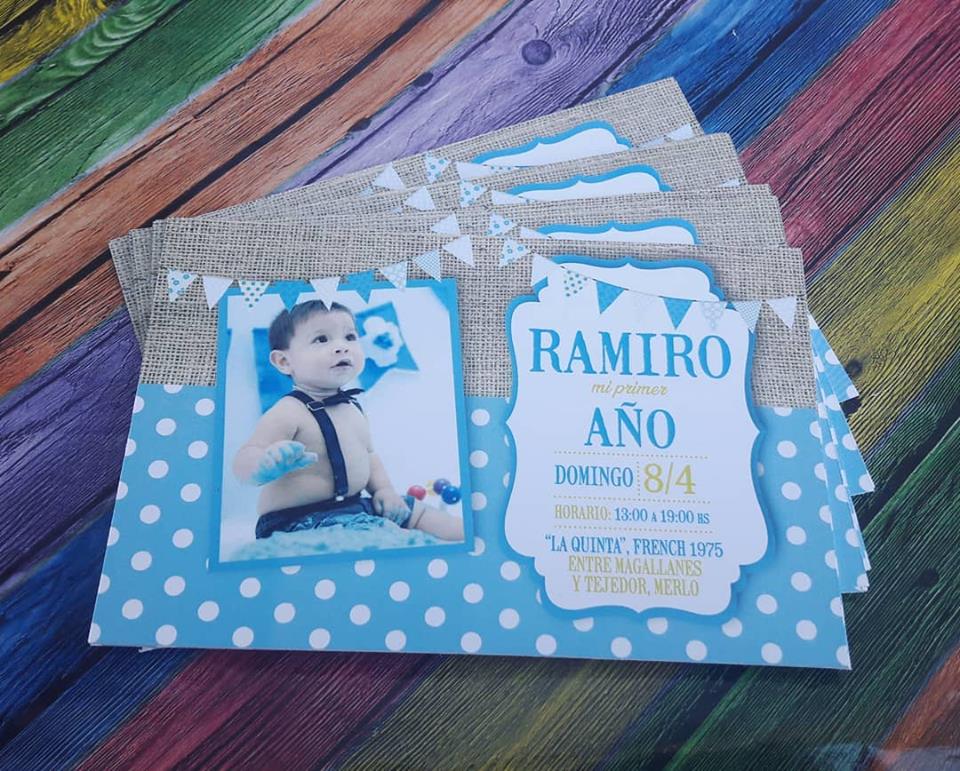 RAMIRO
mi primer
AÑO
DOMINGO 8/4
HORARIO: 13:00 A 19:00 HS
"LA QUINTA", FRENCH 1975
ENTRE MAGALLANES
Y TEJEDOR, MERLO